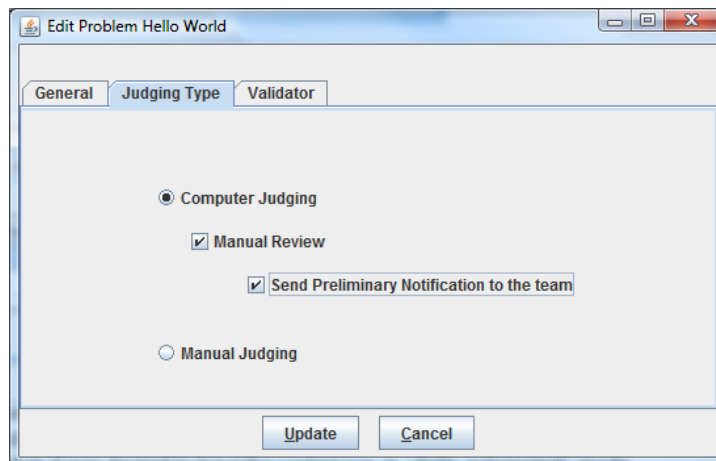 Edit Problem Hello World
General Judging Type Validator
Computer Judging
Manual Review
Send Preliminary Notification to the team
Manual Judging
Update Cancel